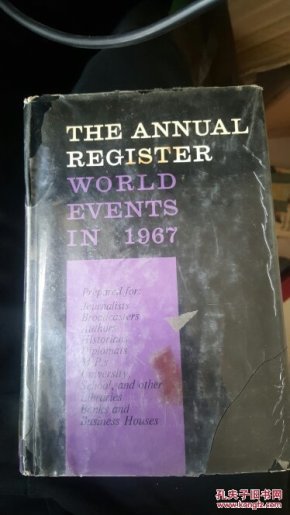 THE ANNUAL
REGISTER
WORLD
EVENTS
IN 1967
Prepared for:
Journalists
Broadcasters
Authors
Historians
Diplomats
M.P.s
University,
School, and other
Libraries
Banks and
Business Houses
孔夫子旧书网